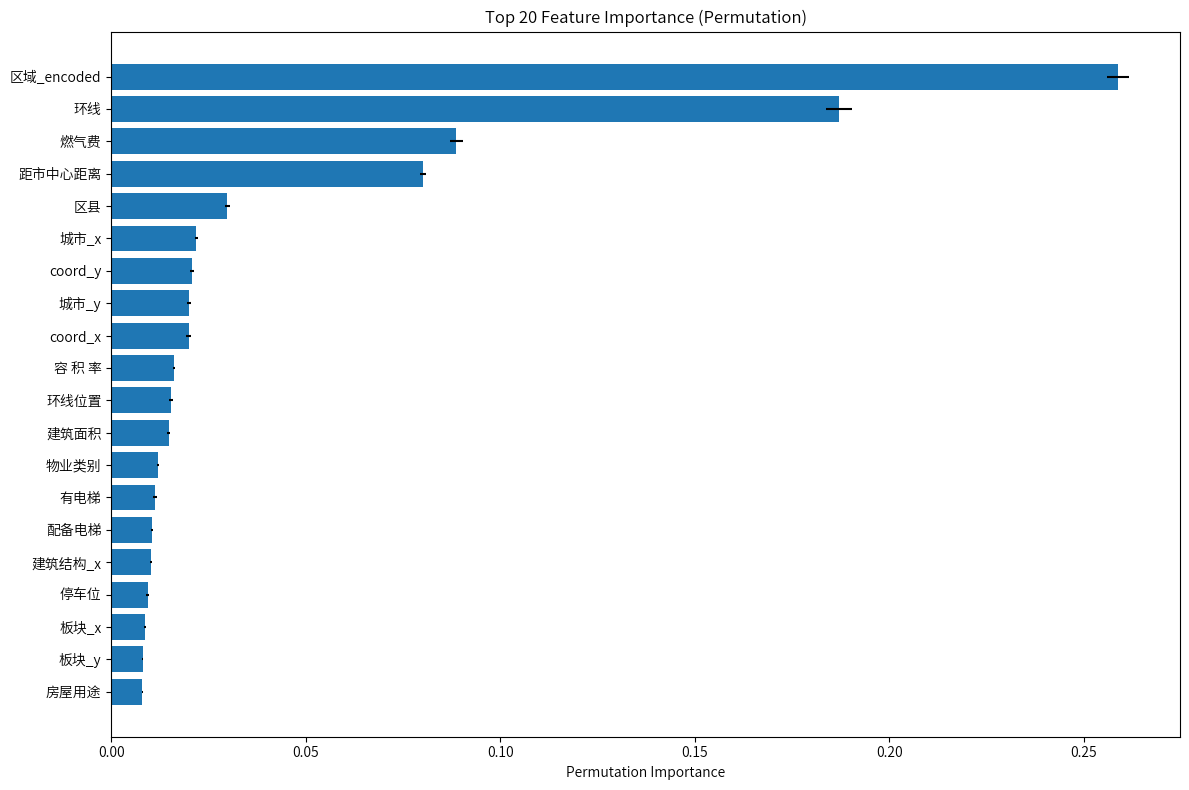 Top 20 Feature Importance (Permutation)
区域_encoded
环线
燃气费
距市中心距离
区县
城市_x
coord_y
城市_y
coord_x
容 积 率
环线位置
建筑面积
物业类别
有电梯
配备电梯
建筑结构_x
停车位
板块_x
板块_y
房屋用途
0.00 0.05 0.10 0.15 0.20 0.25
Permutation Importance